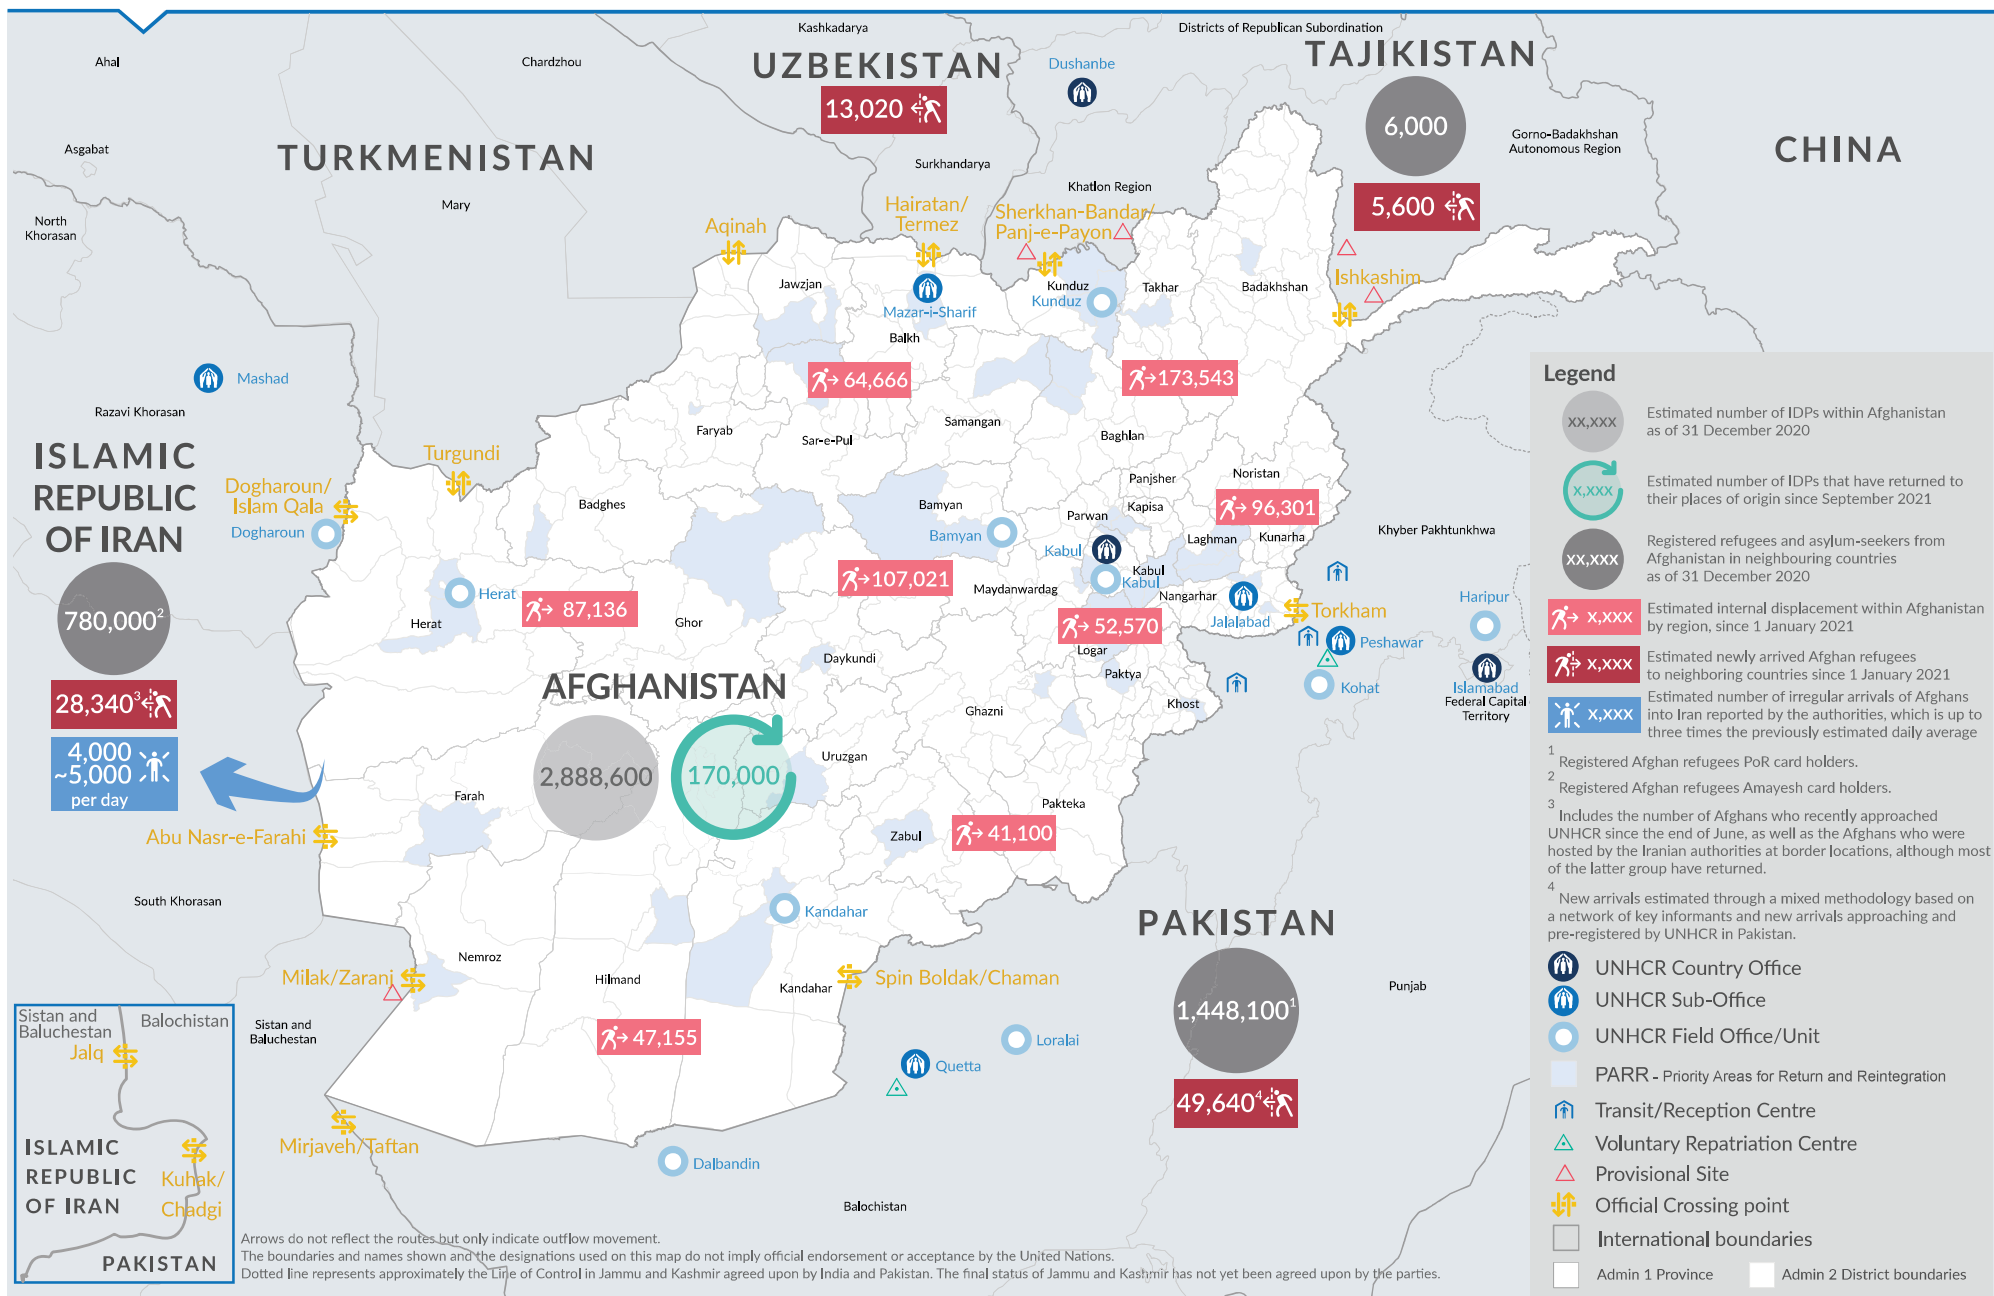 Kashkadarya
Districts of Republican Subordination
Ahal
Chardzhou
UZBEKISTAN
13,020
Dushanbe
TAJIKISTAN
6,000
5,600
Gorno-Badakhshan
Autonomous Region
CHINA
Asgabat
TURKMENISTAN
Surkhandarya
Khatlon Region
Mary
North
Khorasan
Aqinah
Hairatan/
Termez
Sherkhan-Bandar/
Panj-e-Payon
Ishkashim
Jawzjan
Kunduz
Kunduz
Takhar
Badakhshan
Mazar-i-Sharif
Balkh
64,666
173,543
Mashad
Razavi Khorasan
Faryab
Sar-e-Pul
Samangan
Baghlan
ISLAMIC
REPUBLIC
OF IRAN
780,000²
28,340³
4,000
~5,000
per day
Turgundi
Dogharoun/
Islam Qala
Dogharoun
Badghes
Bamyan
Bamyan
Panjsher
Noristan
Kapisa
Parwan
96,301
Laghman
Kunarha
Khyber Pakhtunkhwa
Kabul
Kabul
Kabul
Herat
Herat
87,136
107,021
Maydanwardag
Nangarhar
Jalalabad
Torkham
Haripur
Ghor
52,570
Logar
Peshawar
Daykundi
Paktya
Kohat
Islamabad
Federal Capital
Territory
AFGHANISTAN
2,888,600
170,000
Ghazni
Khost
Uruzgan
Farah
Pakteka
Zabul
41,100
Abu Nasr-e-Farahi
South Khorasan
Kandahar
PAKISTAN
1,448,100¹
49,640⁴
Nemroz
Milak/Zaranj
Hilmand
Kandahar
Spin Boldak/Chaman
Punjab
Sistan and
Baluchestan
47,155
Loralai
Quetta
Mirjaveh/Taftan
Dalbandin
Balochistan
Sistan and
Baluchestan
Balochistan
Jalq
ISLAMIC
REPUBLIC
OF IRAN
Kuhak/
Chadgi
PAKISTAN
Arrows do not reflect the routes but only indicate outflow movement.
The boundaries and names shown and the designations used on this map do not imply official endorsement or acceptance by the United Nations.
Dotted line represents approximately the Line of Control in Jammu and Kashmir agreed upon by India and Pakistan. The final status of Jammu and Kashmir has not yet been agreed upon by the parties.
Legend
xx,xxx
Estimated number of IDPs within Afghanistan
as of 31 December 2020
x,xxx
Estimated number of IDPs that have returned to
their places of origin since September 2021
xx,xxx
Registered refugees and asylum-seekers from
Afghanistan in neighbouring countries
as of 31 December 2020
x,xxx
Estimated internal displacement within Afghanistan
by region, since 1 January 2021
x,xxx
Estimated newly arrived Afghan refugees
to neighboring countries since 1 January 2021
x,xxx
Estimated number of irregular arrivals of Afghans
into Iran reported by the authorities, which is up to
three times the previously estimated daily average
¹ Registered Afghan refugees PoR card holders.
² Registered Afghan refugees Amayesh card holders.
³ Includes the number of Afghans who recently approached
UNHCR since the end of June, as well as the Afghans who were
hosted by the Iranian authorities at border locations, although most
of the latter group have returned.
⁴ New arrivals estimated through a mixed methodology based on
a network of key informants and new arrivals approaching and
pre-registered by UNHCR in Pakistan.
UNHCR Country Office
UNHCR Sub-Office
UNHCR Field Office/Unit
PARR - Priority Areas for Return and Reintegration
Transit/Reception Centre
Voluntary Repatriation Centre
Provisional Site
Official Crossing point
International boundaries
Admin 1 Province
Admin 2 District boundaries